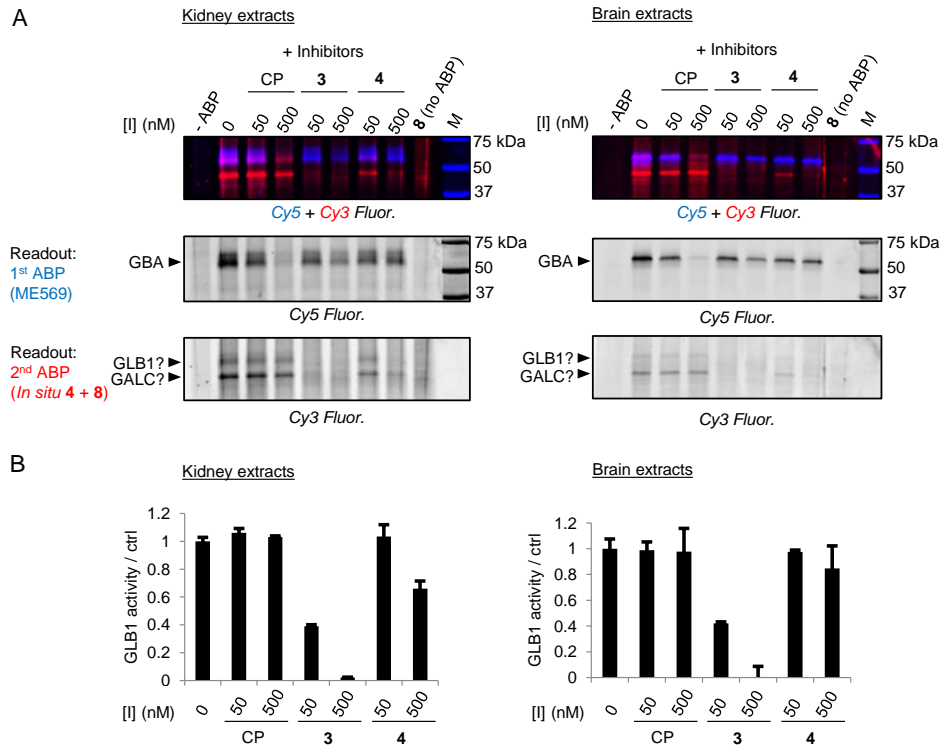 A
Kidney extracts
Brain extracts
+ Inhibitors
+ Inhibitors
CP 3 4
CP 3 4
[I] (nM) - ABP 0 50 500 50 500 50 500 8 (no ABP) M
[I] (nM) - ABP 0 50 500 50 500 50 500 8 (no ABP) M
75 kDa
50
37
75 kDa
50
37
Cy5 + Cy3 Fluor.
Cy5 + Cy3 Fluor.
Readout:
1st ABP
(ME569)
GBA
75 kDa
50
37
GBA
75 kDa
50
37
Cy5 Fluor.
Cy5 Fluor.
Readout:
2nd ABP
(In situ 4 + 8)
GLB1?
GALC?
GLB1?
GALC?
Cy3 Fluor.
Cy3 Fluor.
B
Kidney extracts
Brain extracts
GLB1 activity / ctrl
1.2
1
0.8
0.6
0.4
0.2
0
[I] (nM) 0 50 500 50 500 50 500
CP 3 4
GLB1 activity / ctrl
1.2
1
0.8
0.6
0.4
0.2
0
[I] (nM) 0 50 500 50 500 50 500
CP 3 4